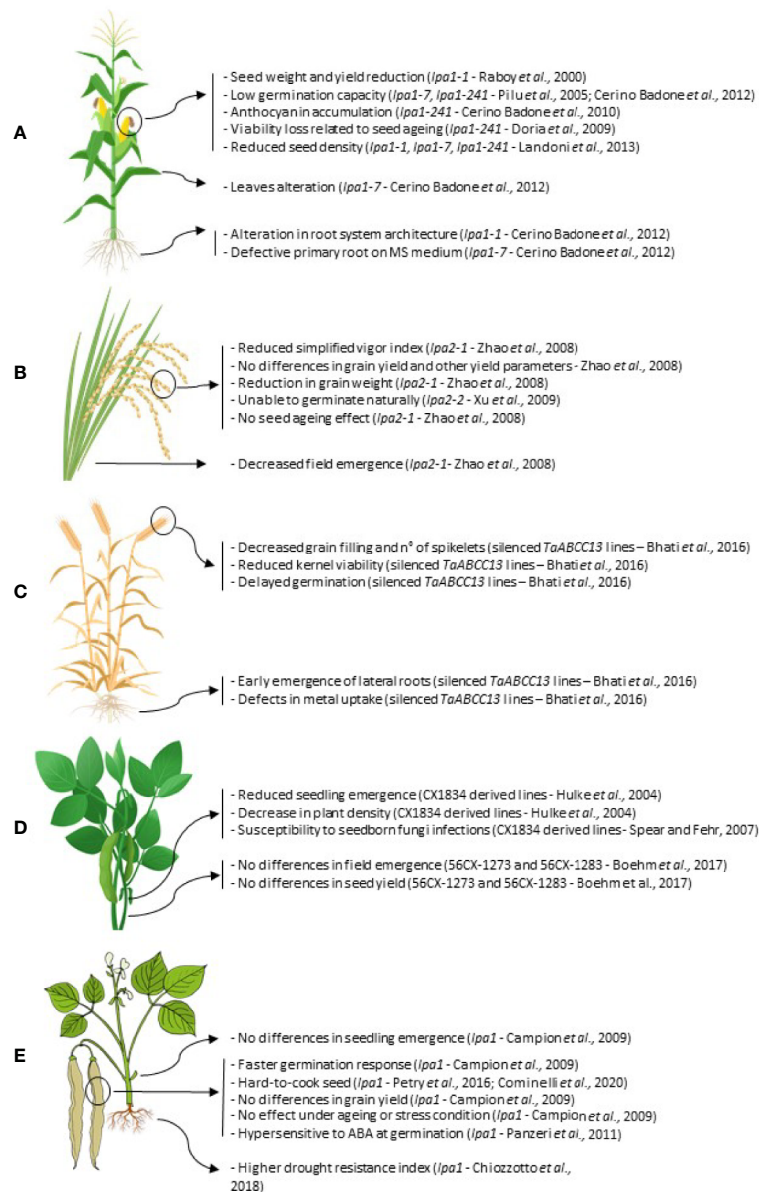 A
- Seed weight and yield reduction (lpa1-1 - Raboy et al., 2000)
- Low germination capacity (lpa1-7, lpa1-241 - Pilu et al., 2005; Cerino Badone et al., 2012)
- Anthocyanin accumulation (lpa1-241 - Cerino Badone et al., 2010)
- Viability loss related to seed ageing (lpa1-241 - Doria et al., 2009)
- Reduced seed density (lpa1-1, lpa1-7, lpa1-241 - Landoni et al., 2013)
- Leaves alteration (lpa1-7 - Cerino Badone et al., 2012)
- Alteration in root system architecture (lpa1-1 - Cerino Badone et al., 2012)
- Defective primary root on MS medium (lpa1-7 - Cerino Badone et al., 2012)
B
- Reduced simplified vigor index (lpa2-1 - Zhao et al., 2008)
- No differences in grain yield and other yield parameters - Zhao et al., 2008)
- Reduction in grain weight (lpa2-1 - Zhao et al., 2008)
- Unable to germinate naturally (lpa2-2 - Xu et al., 2009)
- No seed ageing effect (lpa2-1 - Zhao et al., 2008)
- Decreased field emergence (lpa2-1- Zhao et al., 2008)
C
- Decreased grain filling and n° of spikelets (silenced TaABCC13 lines – Bhati et al., 2016)
- Reduced kernel viability (silenced TaABCC13 lines – Bhati et al., 2016)
- Delayed germination (silenced TaABCC13 lines – Bhati et al., 2016)
- Early emergence of lateral roots (silenced TaABCC13 lines – Bhati et al., 2016)
- Defects in metal uptake (silenced TaABCC13 lines – Bhati et al., 2016)
D
- Reduced seedling emergence (CX1834 derived lines - Hulke et al., 2004)
- Decrease in plant density (CX1834 derived lines - Hulke et al., 2004)
- Susceptibility to seedborn fungi infections (CX1834 derived lines- Spear and Fehr, 2007)
- No differences in field emergence (56CX-1273 and 56CX-1283 - Boehm et al., 2017)
- No differences in seed yield (56CX-1273 and 56CX-1283 - Boehm et al., 2017)
E
- No differences in seedling emergence (lpa1 - Campion et al., 2009)
- Faster germination response (lpa1 - Campion et al., 2009)
- Hard-to-cook seed (lpa1 - Petry et al., 2016; Cominelli et al., 2020)
- No differences in grain yield (lpa1 - Campion et al., 2009)
- No effect under ageing or stress condition (lpa1 - Campion et al., 2009)
- Hypersensitive to ABA at germination (lpa1 - Panzeri et al., 2011)
- Higher drought resistance index (lpa1 - Chiozzotto et al.,
2018)